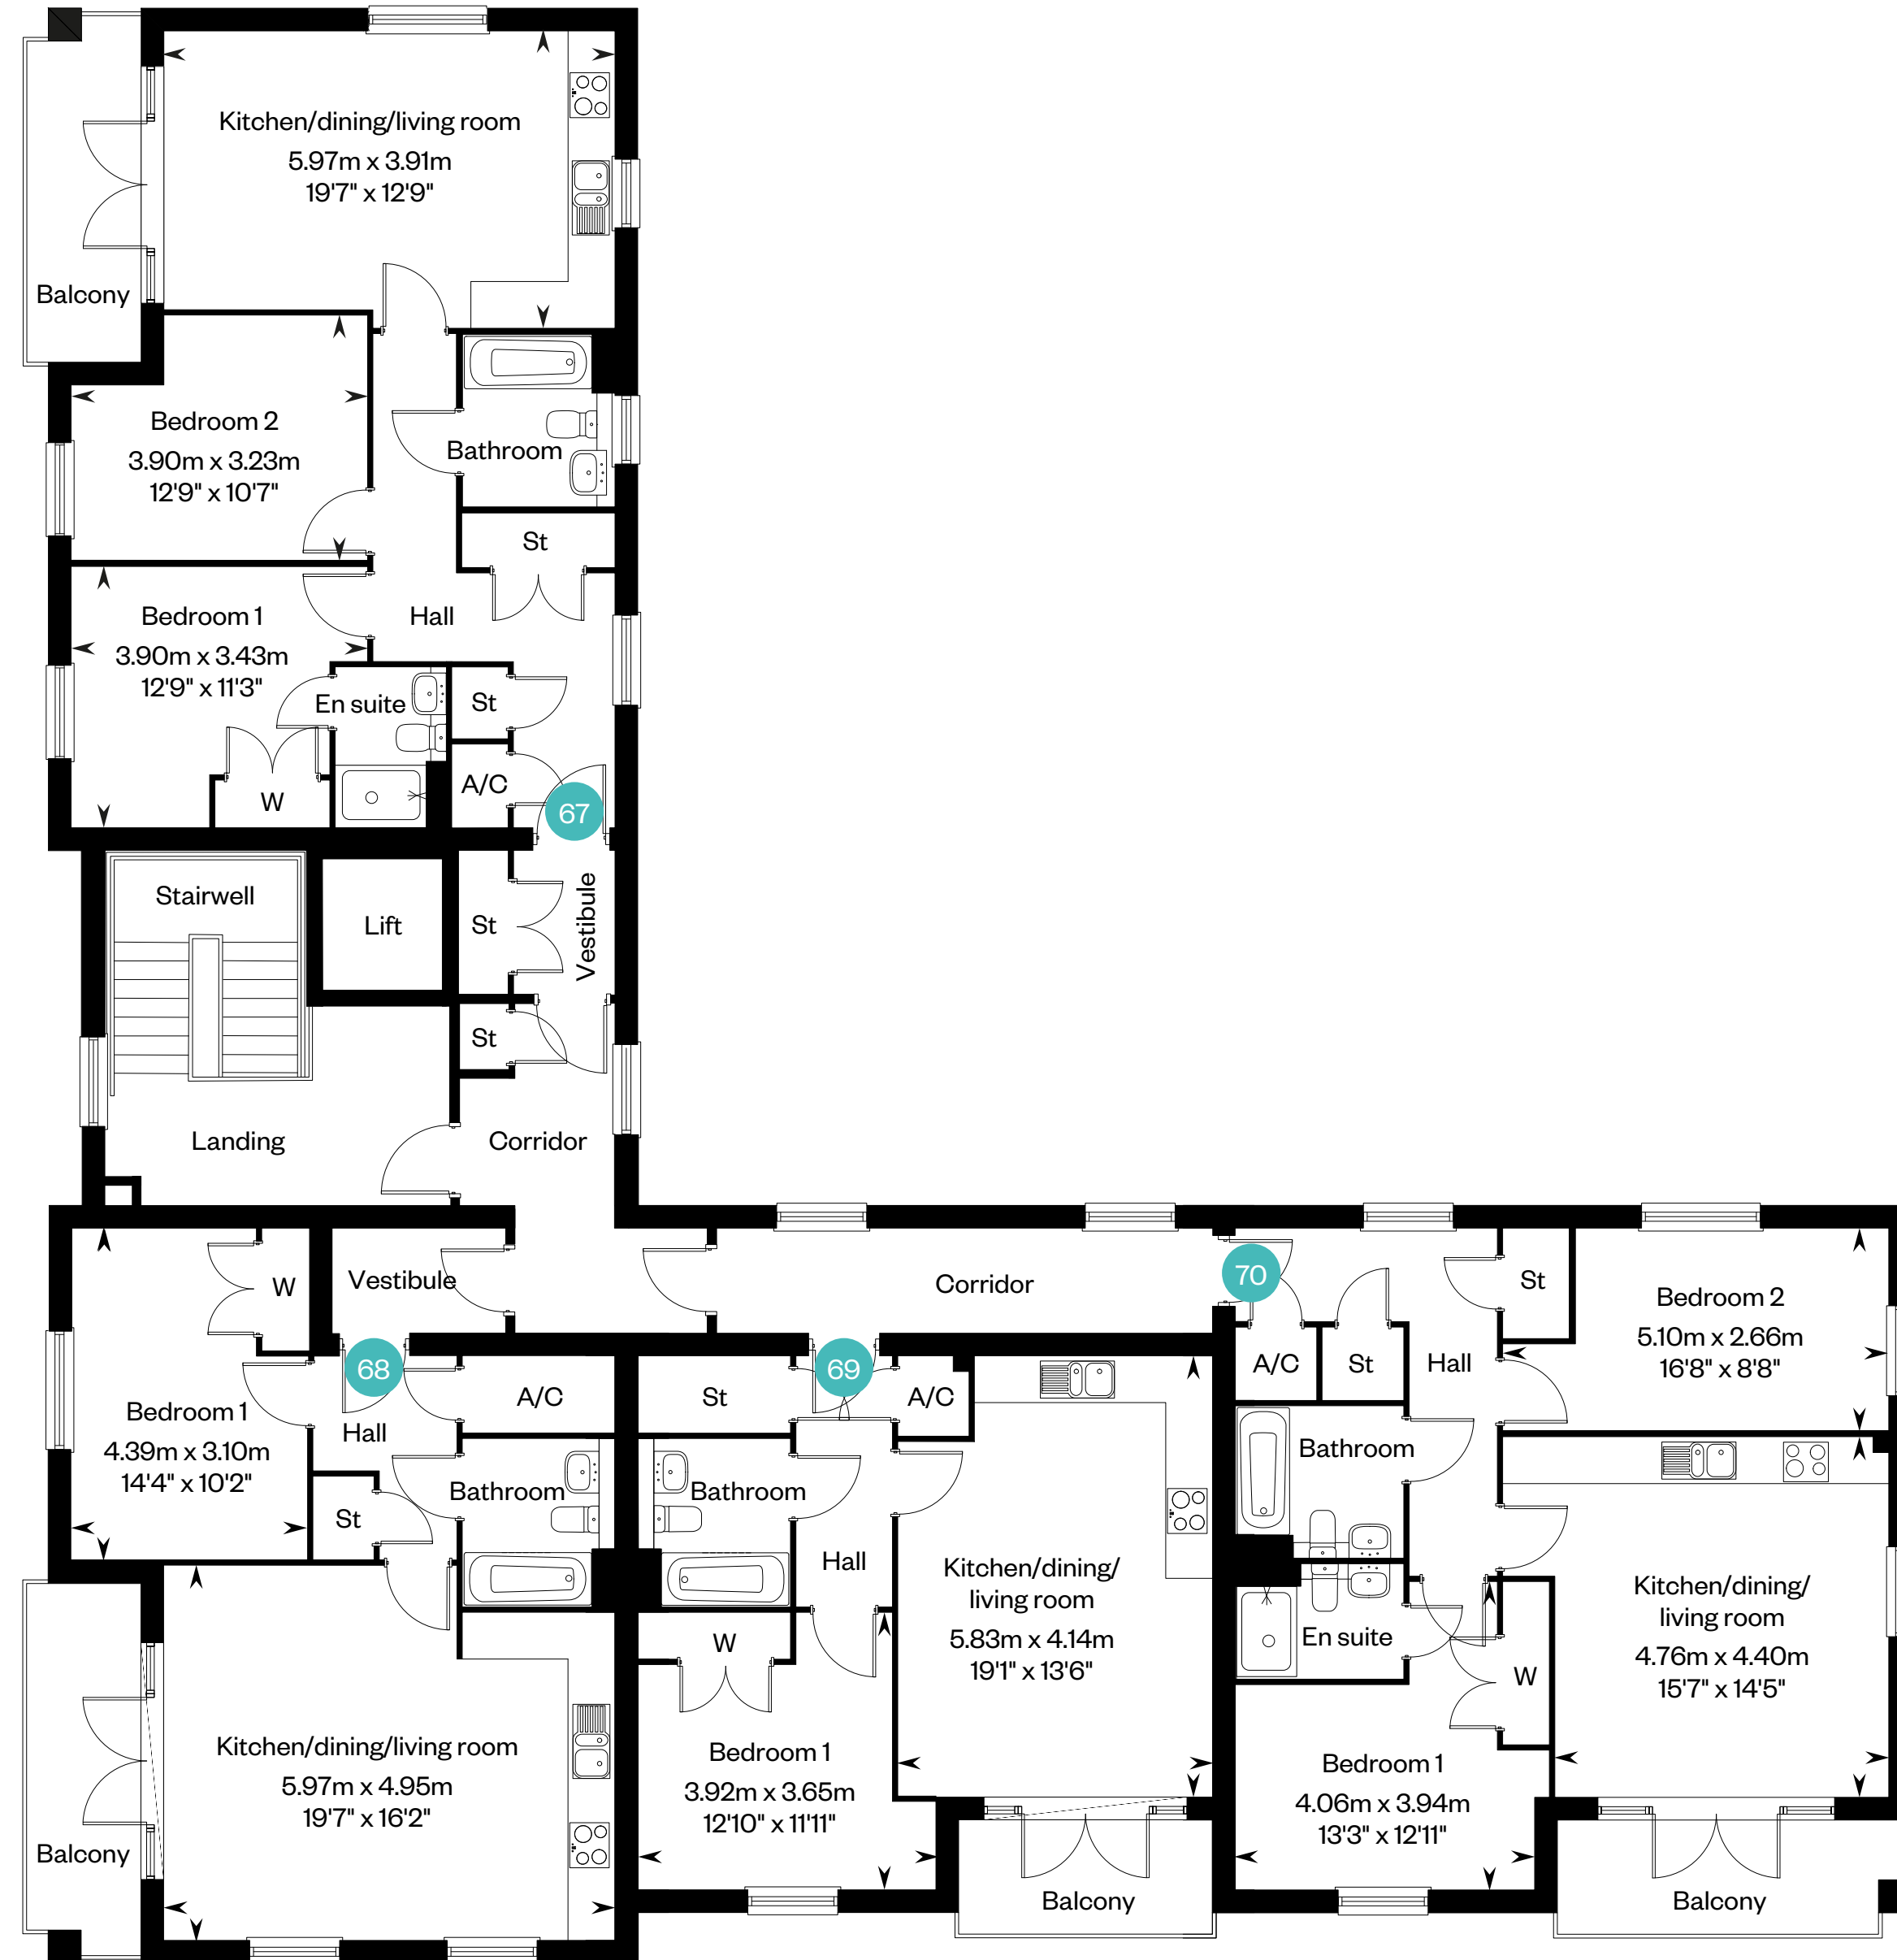 Kitchen/dining/living room
5.97m x 3.91m
19'7" x 12'9"
Balcony
Bedroom 2
3.90m x 3.23m
12'9" x 10'7"
Bathroom
St
Bedroom 1
3.90m x 3.43m
12'9" x 11'3"
Hall
En suite
St
W
A/C
67
Stairwell
Lift
St
Vestibule
St
Landing
Corridor
Vestibule
W
Corridor
70
St
Bedroom 2
5.10m x 2.66m
16'8" x 8'8"
68
69
A/C
St
Hall
Bedroom 1
4.39m x 3.10m
14'4" x 10'2"
Hall
A/C
St
A/C
Bathroom
St
Bathroom
Bathroom
Hall
Kitchen/dining/
living room
5.83m x 4.14m
19'1" x 13'6"
En suite
W
Kitchen/dining/
living room
4.76m x 4.40m
15'7" x 14'5"
W
Kitchen/dining/living room
5.97m x 4.95m
19'7" x 16'2"
Bedroom 1
3.92m x 3.65m
12'10" x 11'11"
Bedroom 1
4.06m x 3.94m
13'3" x 12'11"
Balcony
Balcony
Balcony